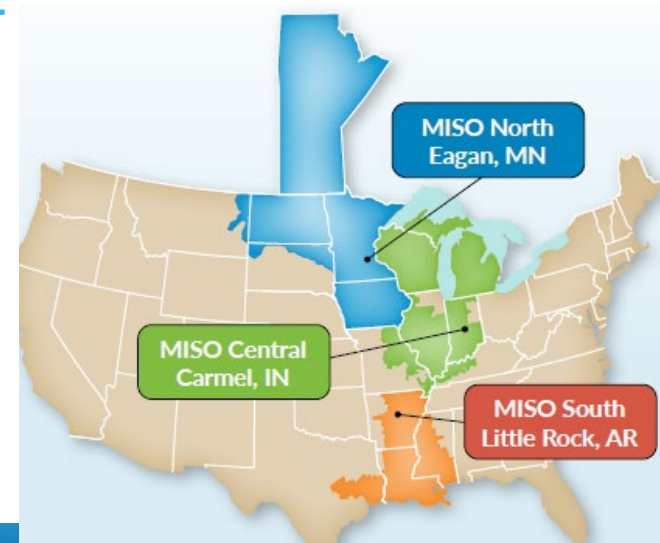 MISO North
Eagan, MN
MISO Central
Carmel, IN
MISO South
Little Rock, AR